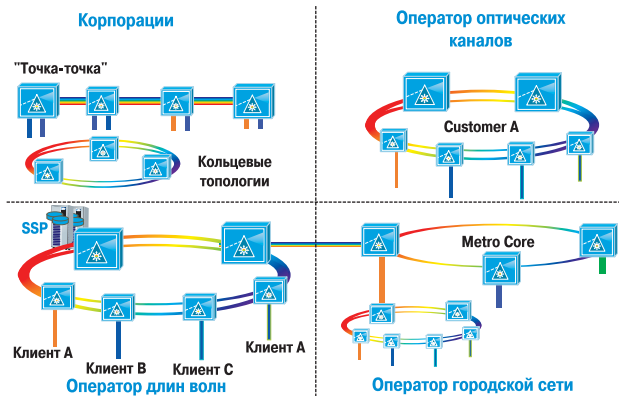 Корпорации
"Точка-точка"
Кольцевые
топологии
Оператор оптических
каналов
Customer A
SSP
Клиент A
Клиент B
Клиент C
Клиент A
Оператор длин волн
Metro Core
Оператор городской сети